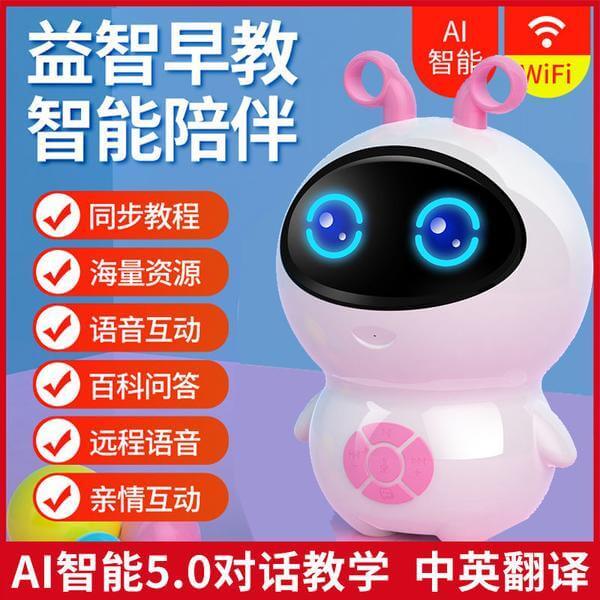 益智早教
智能陪伴
AI
智能
WiFi
同步教程
海量资源
语音互动
百科问答
远程语音
亲情互动
AI智能5.0对话教学 中英翻译